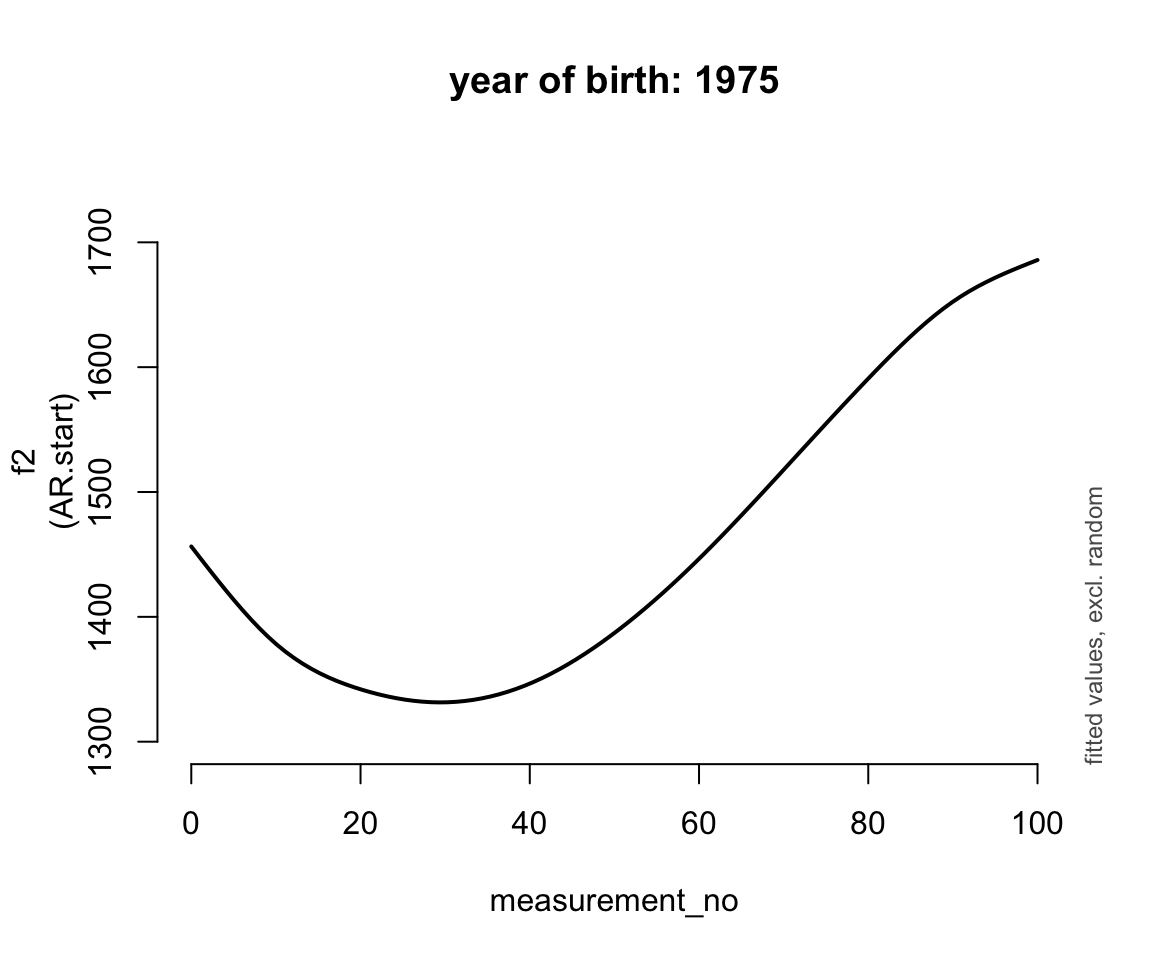 year of birth: 1975
f2
(AR.start)
1700
1600
1500
1400
1300
0 20 40 60 80 100
measurement_no
fitted values, excl. random